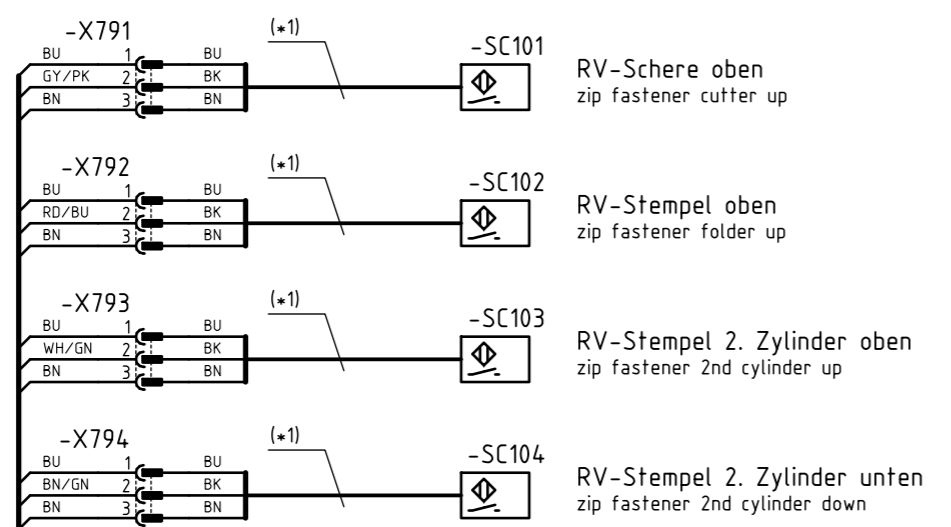 -X791 (*1) -SC101
BU 1 BU
GY/PK 2 BK
BN 3 BN
RV-Schere oben
zip fastener cutter up
-X792 (*1) -SC102
BU 1 BU
RD/BU 2 BK
BN 3 BN
RV-Stempel oben
zip fastener folder up
-X793 (*1) -SC103
BU 1 BU
WH/GN 2 BK
BN 3 BN
RV-Stempel 2. Zylinder oben
zip fastener 2nd cylinder up
-X794 (*1) -SC104
BU 1 BU
BN/GN 2 BK
BN 3 BN
RV-Stempel 2. Zylinder unten
zip fastener 2nd cylinder down